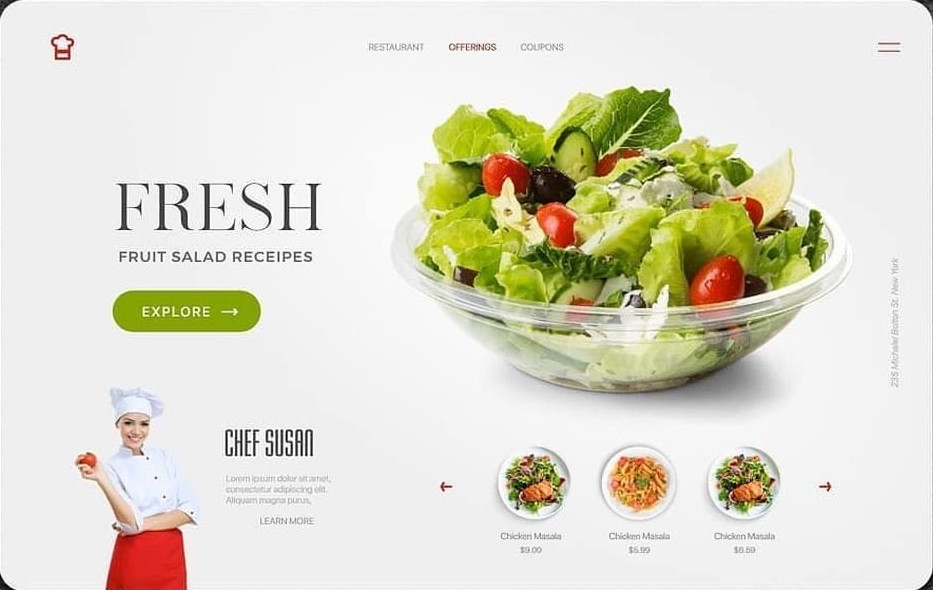 RESTAURANT
OFFERINGS
COUPONS
FRESH
FRUIT SALAD RECEIPES
EXPLORE
CHEF SUSAN
Lorem ipsum dolor sit amet,
consectetur adipiscing elit.
Aliquam magna purus,
LEARN MORE
Chicken Masala
$9.00
Chicken Masala
$5.99
Chicken Masala
$6.59
235 Michalel Bolton St. New York